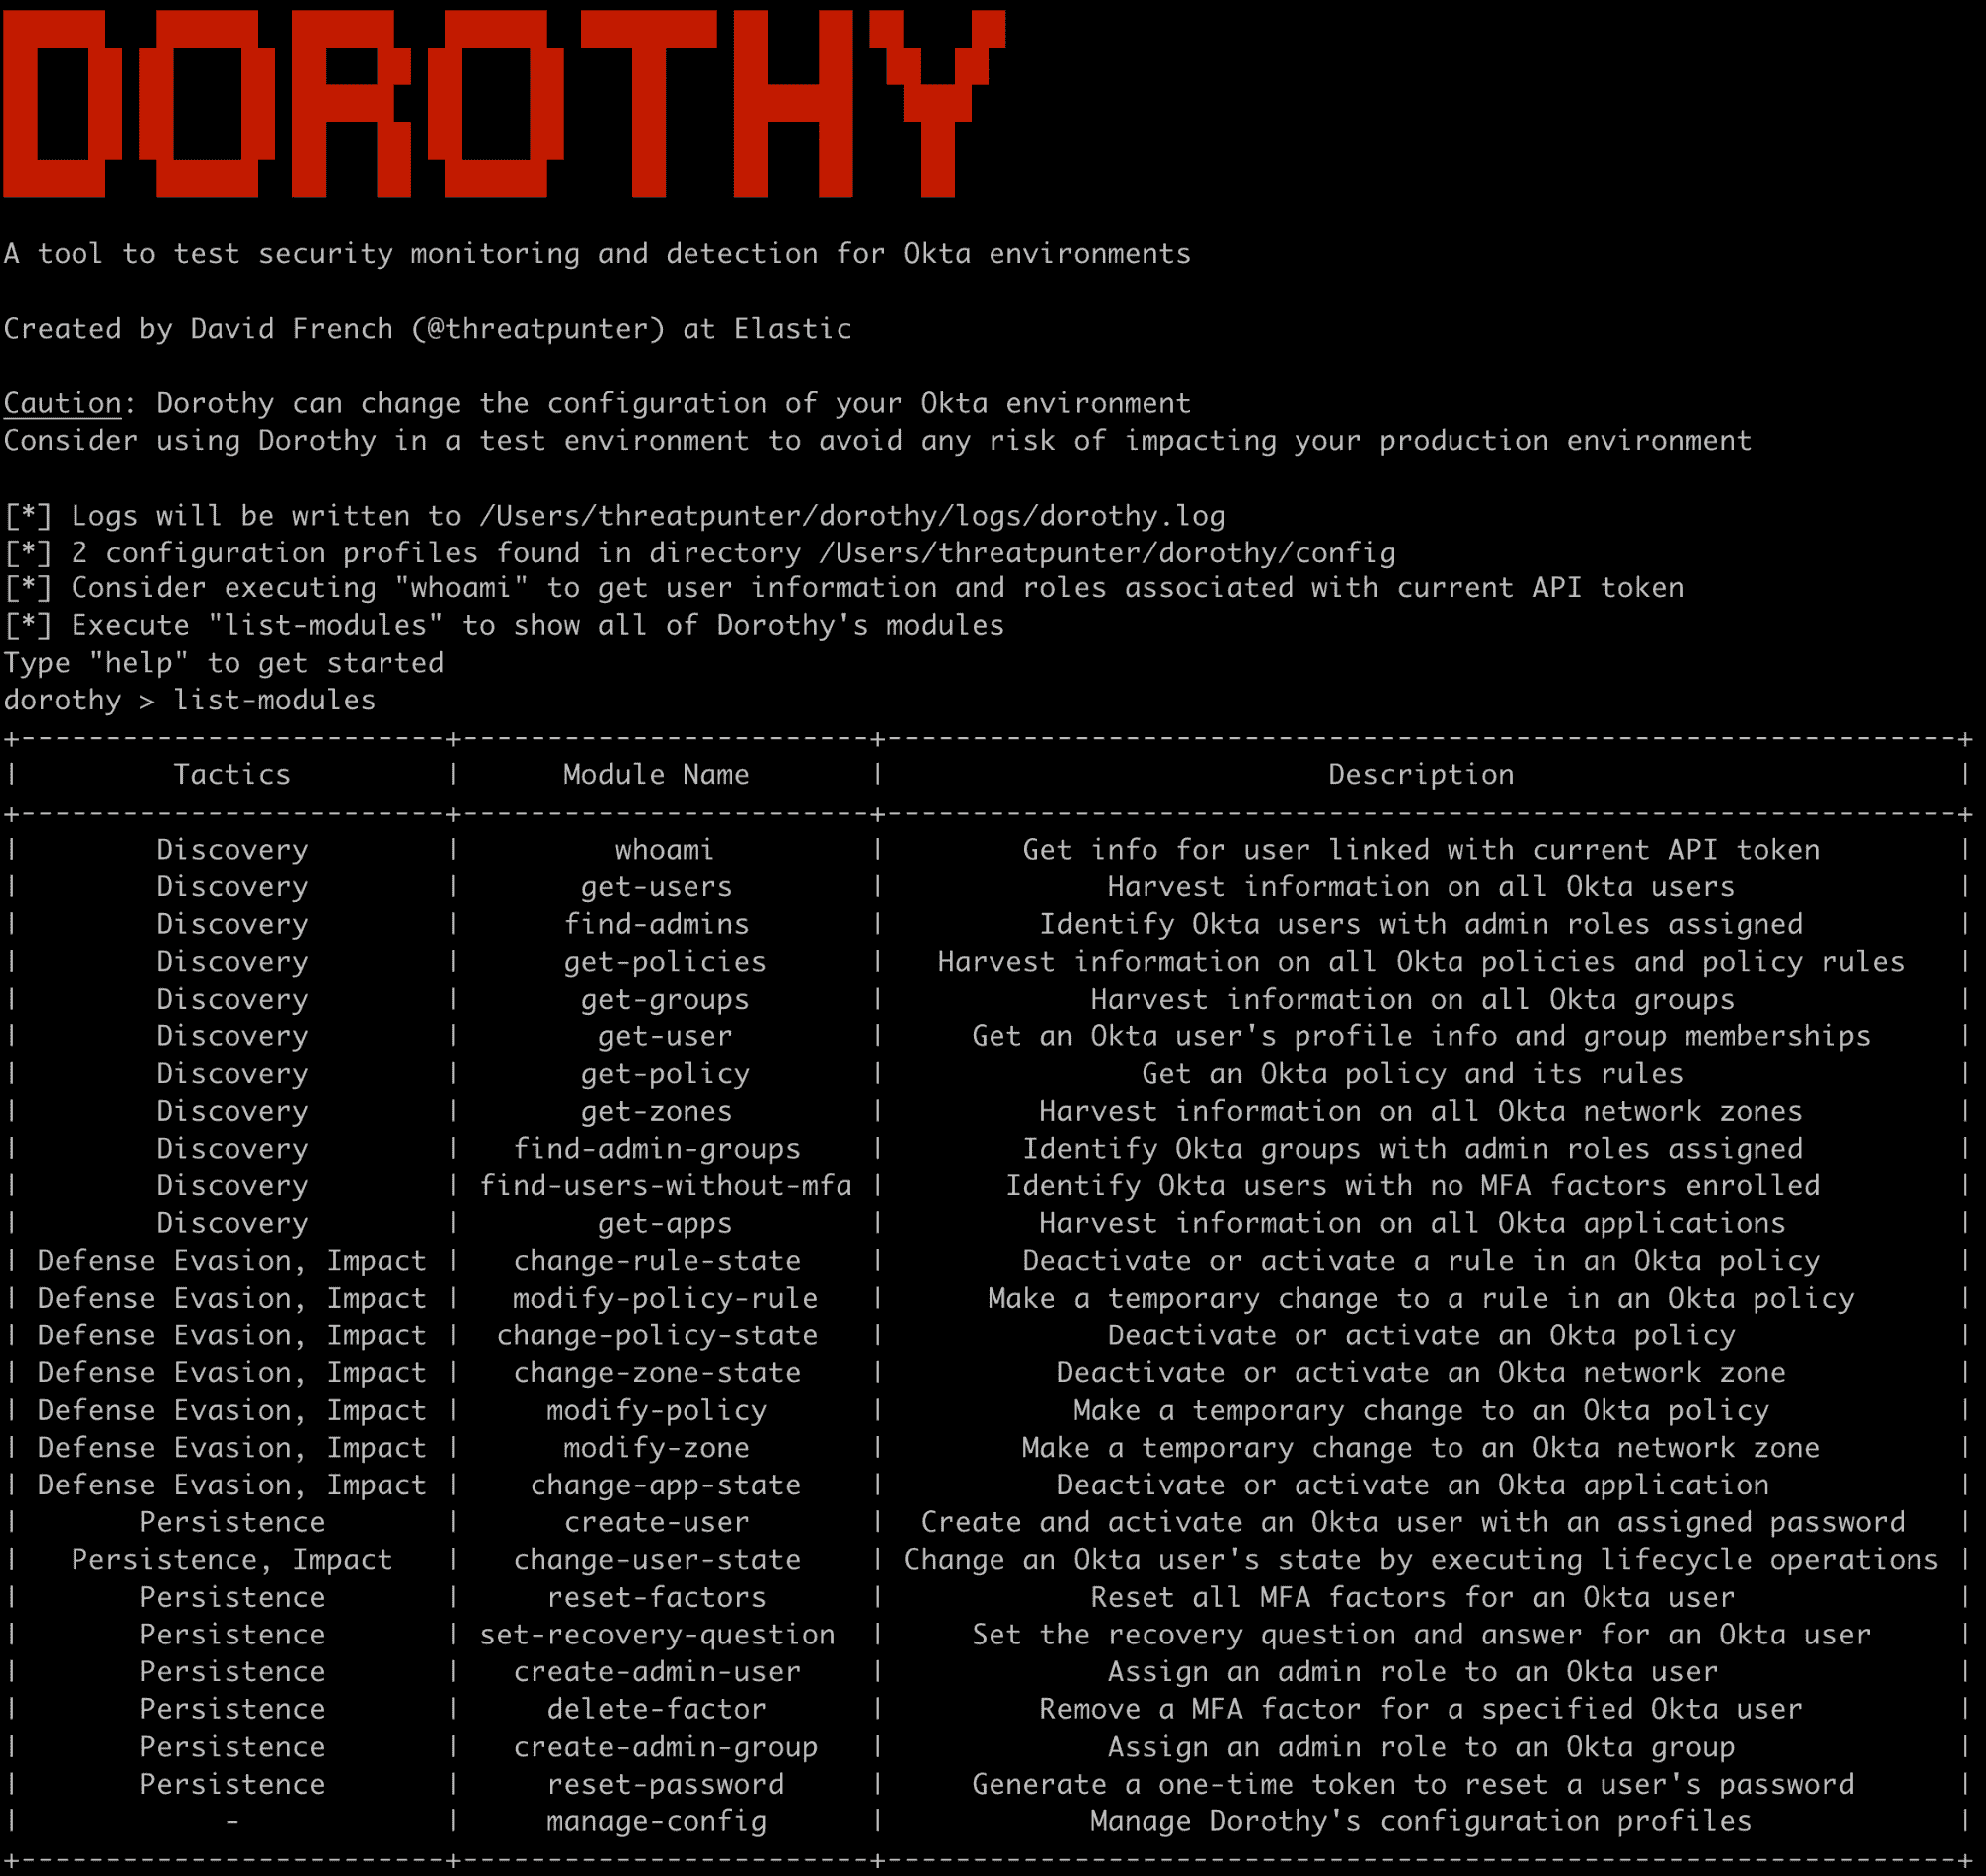 DOROTHY
A tool to test security monitoring and detection for Okta environments
Created by David French (@threatpunter) at Elastic
Caution: Dorothy can change the configuration of your Okta environment
Consider using Dorothy in a test environment to avoid any risk of impacting your production environment
[*] Logs will be written to /Users/threatpunter/dorothy/logs/dorothy.log
[*] 2 configuration profiles found in directory /Users/threatpunter/dorothy/config
[*] Consider executing "whoami" to get user information and roles associated with current API token
[*] Execute "list-modules" to show all of Dorothy's modules
Type "help" to get started
dorothy > list-modules
+-------------------------+------------------------+---------------------------------------------------------------+
| Tactics | Module Name | Description |
+-------------------------+------------------------+---------------------------------------------------------------+
| Discovery | whoami | Get info for user linked with current API token |
| Discovery | get-users | Harvest information on all Okta users |
| Discovery | find-admins | Identify Okta users with admin roles assigned |
| Discovery | get-policies | Harvest information on all Okta policies and policy rules |
| Discovery | get-groups | Harvest information on all Okta groups |
| Discovery | get-user | Get an Okta user's profile info and group memberships |
| Discovery | get-policy | Get an Okta policy and its rules |
| Discovery | get-zones | Harvest information on all Okta network zones |
| Discovery | find-admin-groups | Identify Okta groups with admin roles assigned |
| Discovery | find-users-without-mfa | Identify Okta users with no MFA factors enrolled |
| Discovery | get-apps | Harvest information on all Okta applications |
| Defense Evasion, Impact | change-rule-state | Deactivate or activate a rule in an Okta policy |
| Defense Evasion, Impact | modify-policy-rule | Make a temporary change to a rule in an Okta policy |
| Defense Evasion, Impact | change-policy-state | Deactivate or activate an Okta policy |
| Defense Evasion, Impact | change-zone-state | Deactivate or activate an Okta network zone |
| Defense Evasion, Impact | modify-policy | Make a temporary change to an Okta policy |
| Defense Evasion, Impact | modify-zone | Make a temporary change to an Okta network zone |
| Defense Evasion, Impact | change-app-state | Deactivate or activate an Okta application |
| Persistence | create-user | Create and activate an Okta user with an assigned password |
| Persistence, Impact | change-user-state | Change an Okta user's state by executing lifecycle operations |
| Persistence | reset-factors | Reset all MFA factors for an Okta user |
| Persistence | set-recovery-question | Set the recovery question and answer for an Okta user |
| Persistence | create-admin-user | Assign an admin role to an Okta user |
| Persistence | delete-factor | Remove a MFA factor for a specified Okta user |
| Persistence | create-admin-group | Assign an admin role to an Okta group |
| Persistence | reset-password | Generate a one-time token to reset a user's password |
| - | manage-config | Manage Dorothy's configuration profiles |
+-------------------------+------------------------+---------------------------------------------------------------+